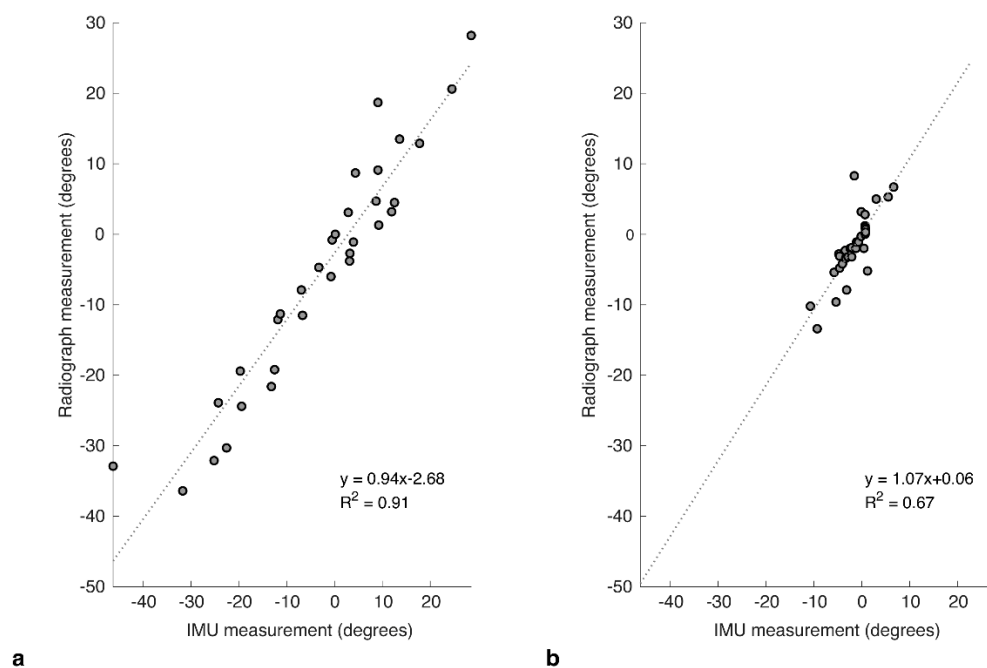 30
20
10
0
-10
-20
-30
-40
-50
Radiograph measurement (degrees)
-40 -30 -20 -10 0 10 20
IMU measurement (degrees)
y = 0.94x-2.68
R² = 0.91
a
30
20
10
0
-10
-20
-30
-40
-50
Radiograph measurement (degrees)
-40 -30 -20 -10 0 10 20
IMU measurement (degrees)
y = 1.07x+0.06
R² = 0.67
b